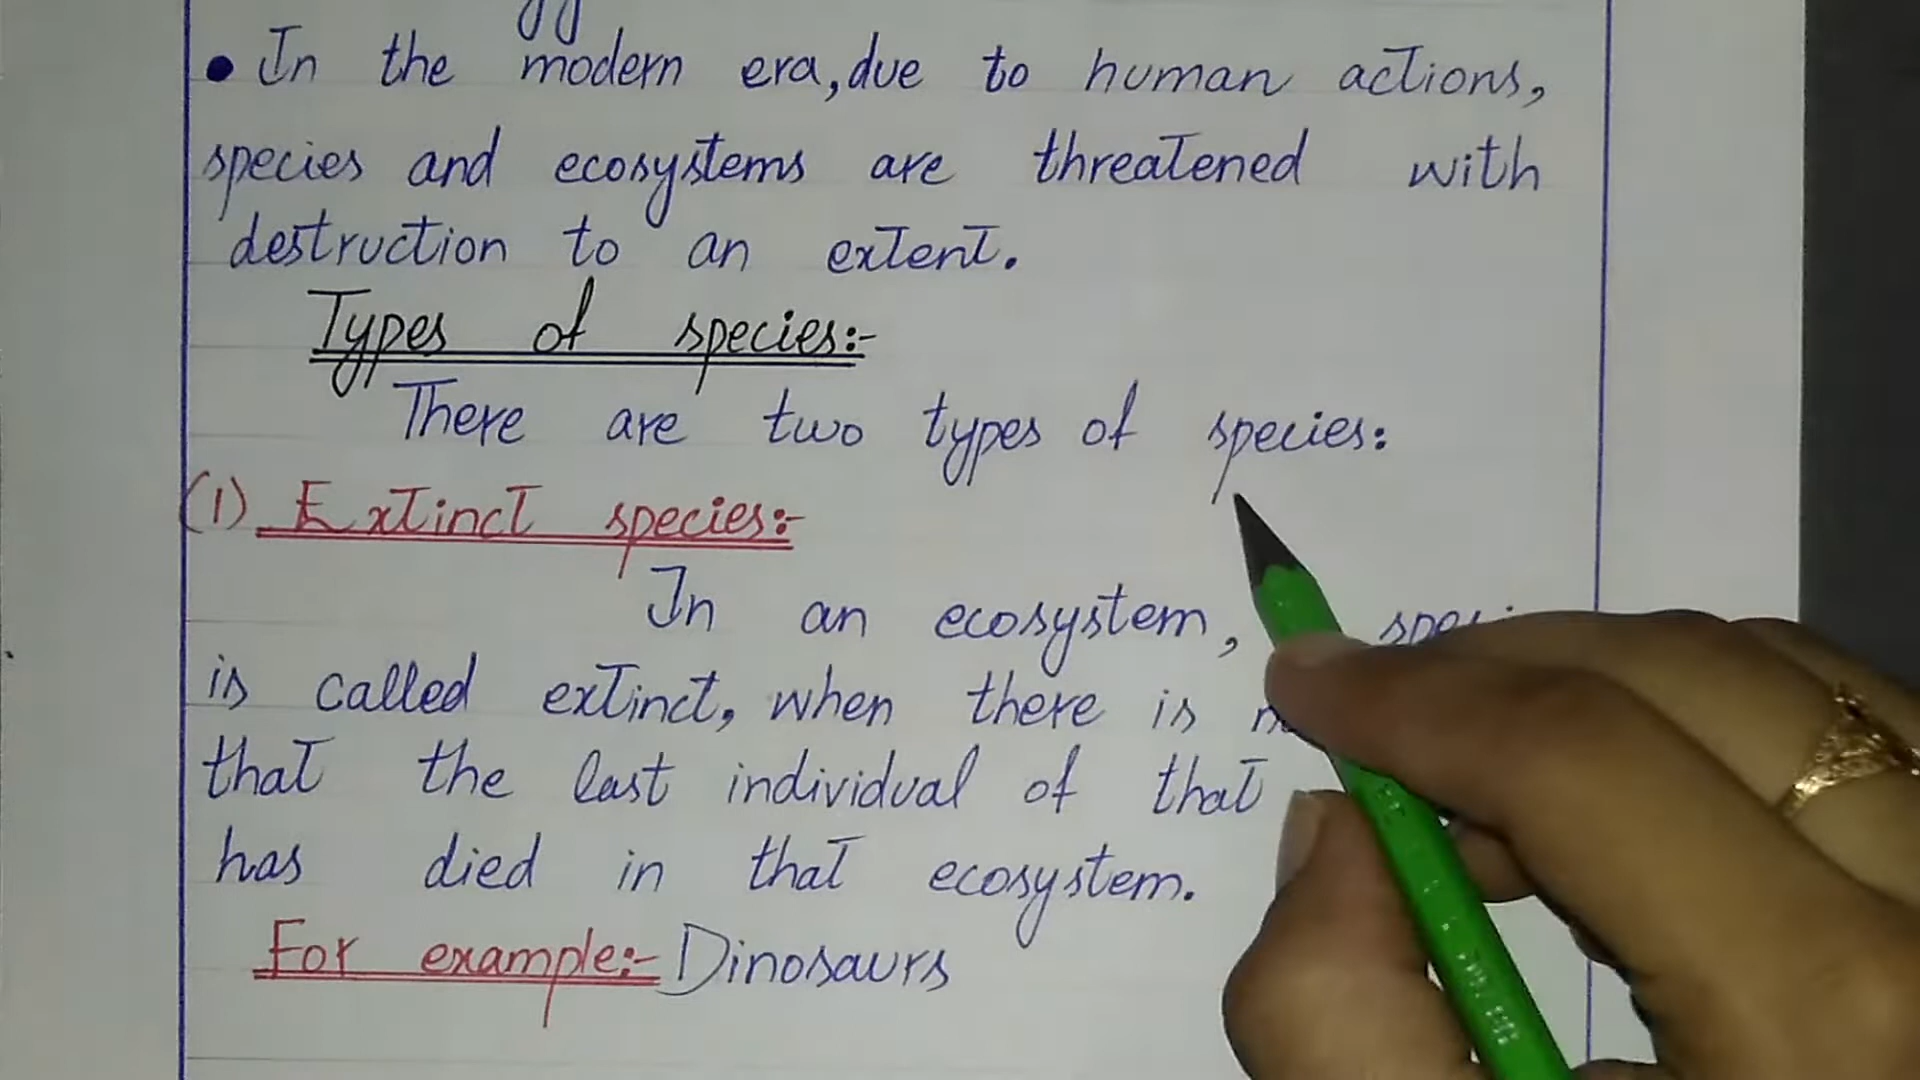 • In the modern era, due to human actions,
species and ecosystems are threatened with
destruction to an extent.
Types of species:-
There are two types of species:
(1) Extinct species:-
In an ecosystem,
is called extinct, when there is
that the last individual of that
has died in that ecosystem.
For example:- Dinosaurs